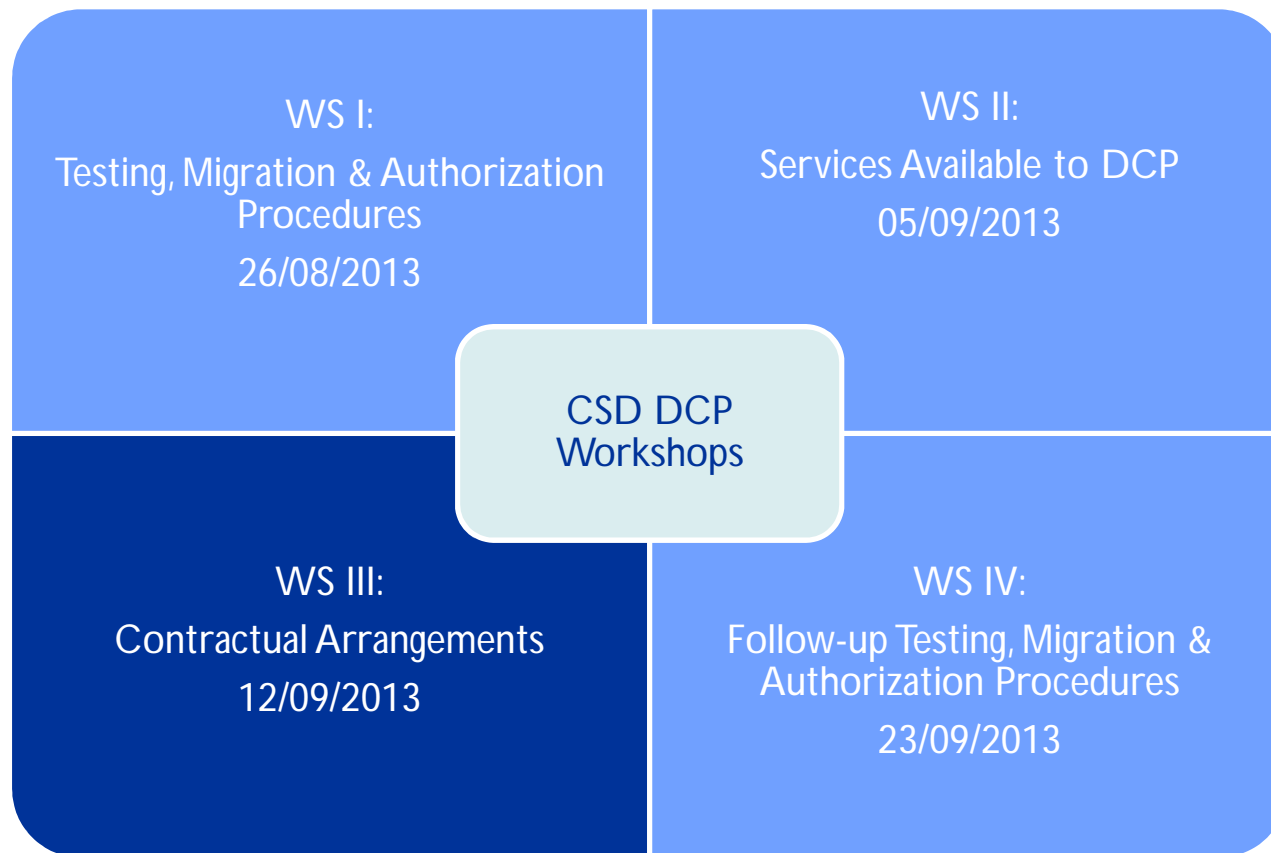 WS I:
Testing, Migration & Authorization
Procedures
26/08/2013
WS II:
Services Available to DCP
05/09/2013
CSD DCP
Workshops
WS III:
Contractual Arrangements
12/09/2013
WS IV:
Follow-up Testing, Migration &
Authorization Procedures
23/09/2013